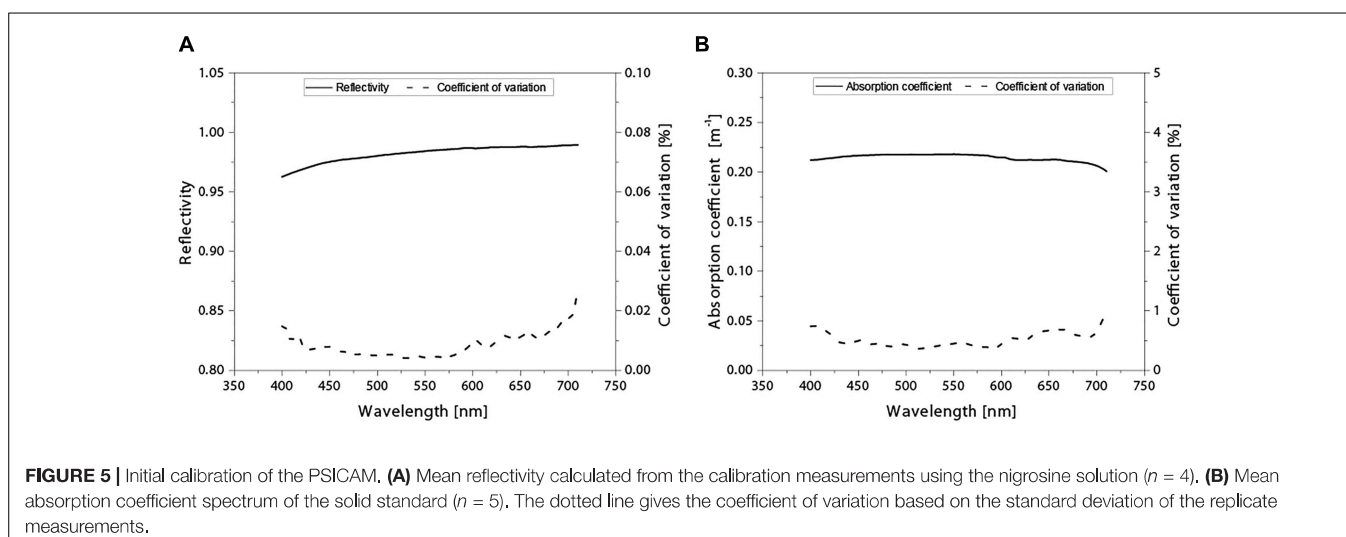 A
B
1.05
1.00
0.95
0.90
0.85
0.80
Reflectivity
Reflectivity
Coefficient of variation
0.10
0.08
0.06
0.04
0.02
0.00
Coefficient of variation [%]
350 400 450 500 550 600 650 700 750
Wavelength [nm]
0.30
0.25
0.20
0.15
0.10
0.05
0.00
Absorption coefficient [m⁻¹]
Absorption coefficient
Coefficient of variation
5
4
3
2
1
0
Coefficient of variation [%]
350 400 450 500 550 600 650 700 750
Wavelength [nm]
FIGURE 5 | Initial calibration of the PSICAM. (A) Mean reflectivity calculated from the calibration measurements using the nigrosine solution (n = 4). (B) Mean
absorption coefficient spectrum of the solid standard (n = 5). The dotted line gives the coefficient of variation based on the standard deviation of the replicate
measurements.